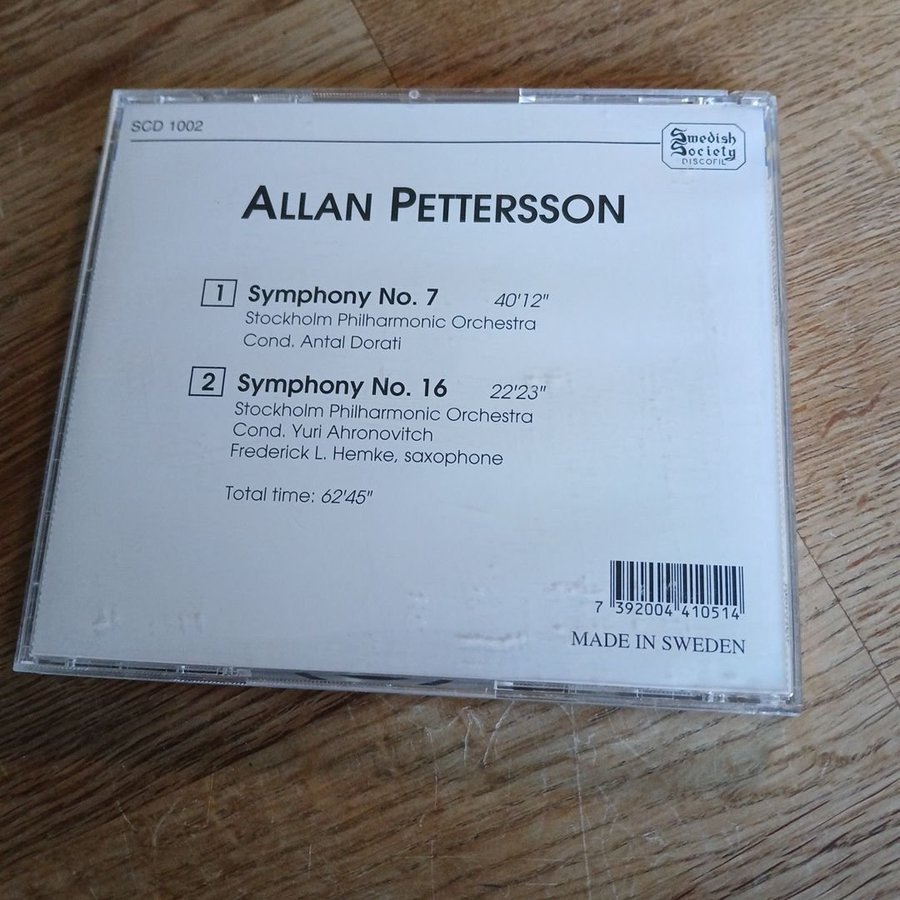 SCD 1002
Swedish
Society
DISCOFIL
ALLAN PETTERSSON
1 Symphony No. 7 40'12"
Stockholm Philharmonic Orchestra
Cond. Antal Dorati
2 Symphony No. 16 22'23"
Stockholm Philharmonic Orchestra
Cond. Yuri Ahronovitch
Frederick L. Hemke, saxophone
Total time: 62'45"
7 392004 410514
MADE IN SWEDEN